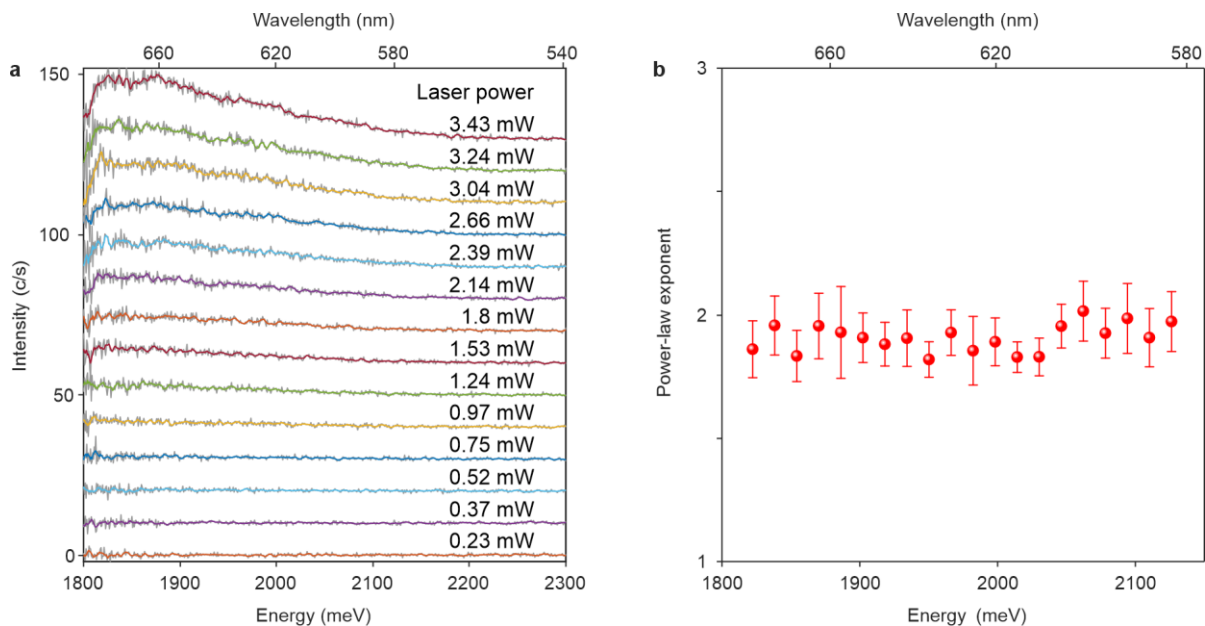 Wavelength (nm)
660 620 580 540
a
150
100
50
0
Intensity (c/s)
Laser power
3.43 mW
3.24 mW
3.04 mW
2.66 mW
2.39 mW
2.14 mW
1.8 mW
1.53 mW
1.24 mW
0.97 mW
0.75 mW
0.52 mW
0.37 mW
0.23 mW
1800 1900 2000 2100 2200 2300
Energy (meV)
Wavelength (nm)
660 620 580
b
3
2
1
Power-law exponent
1800 1900 2000 2100
Energy (meV)